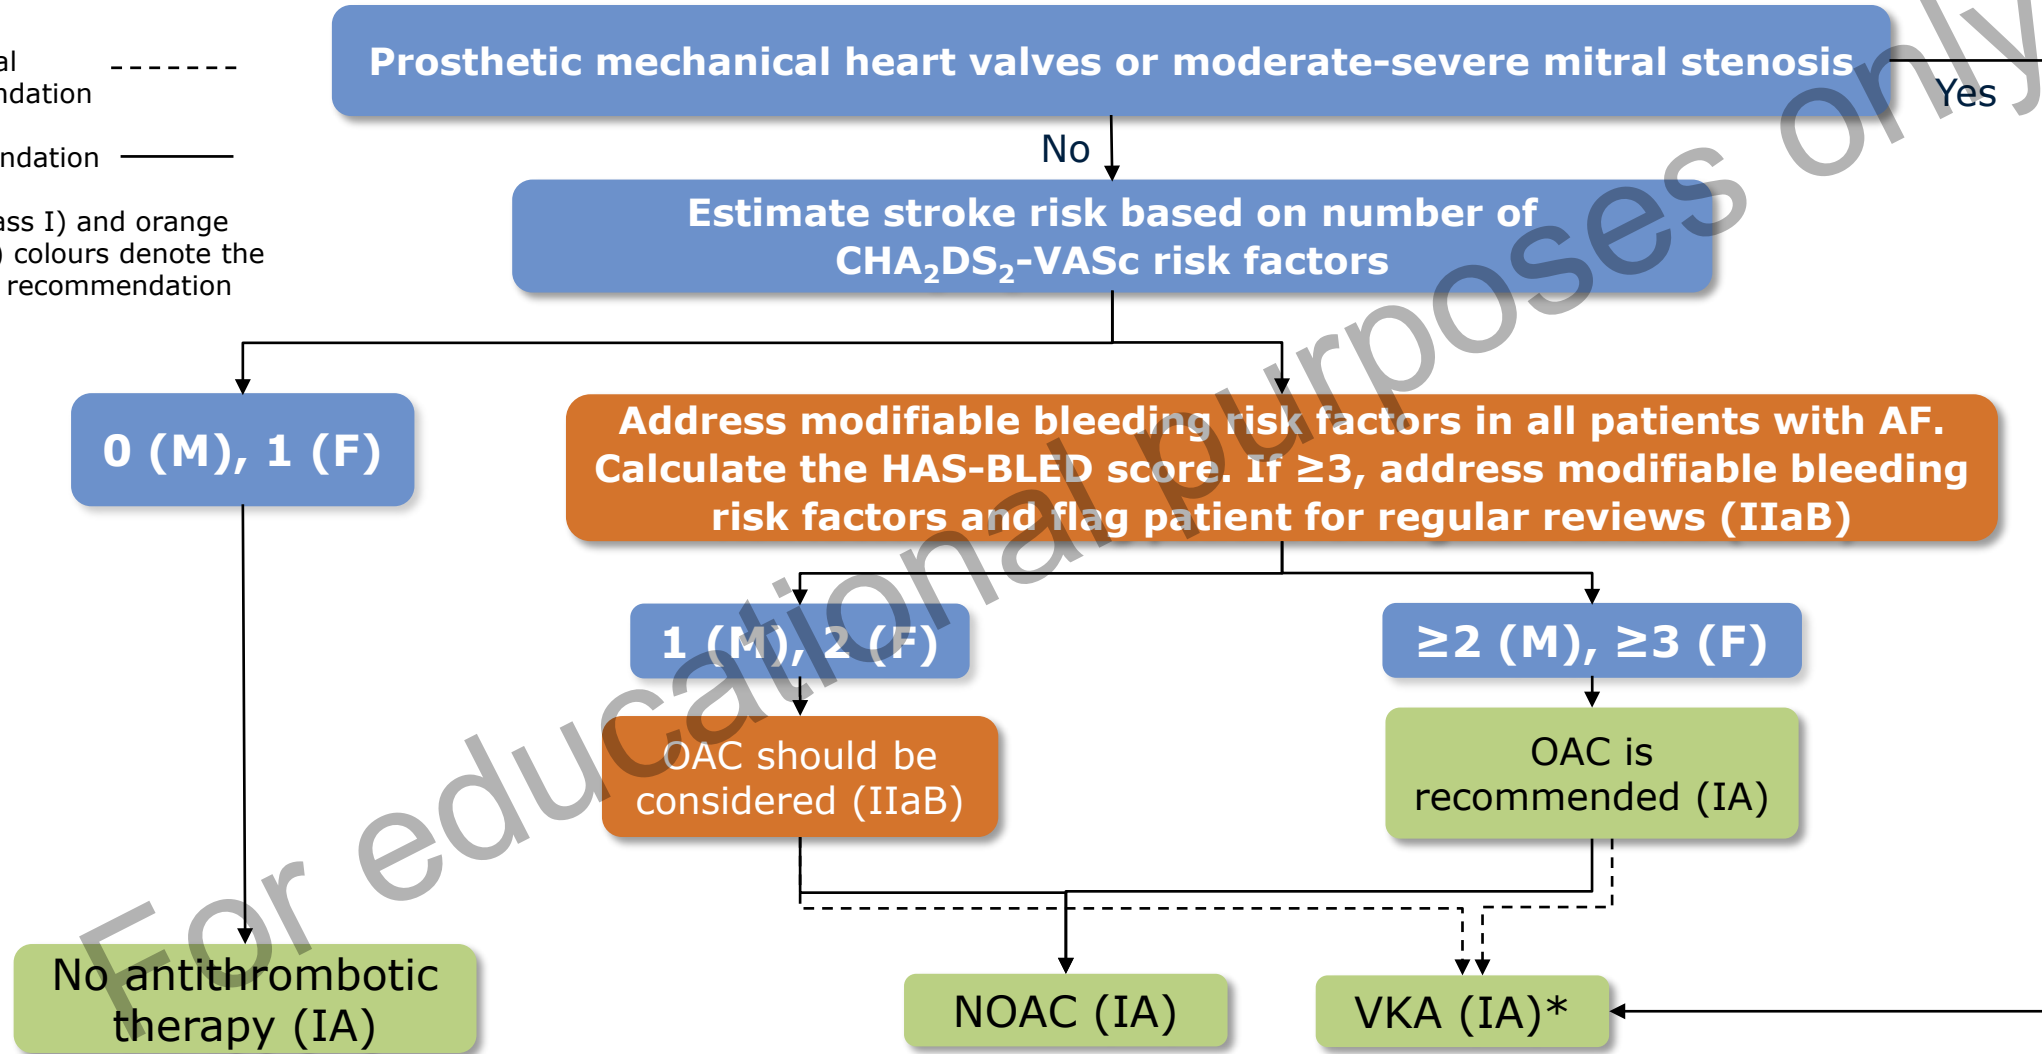 Prosthetic mechanical heart valves or moderate-severe mitral stenosis
Yes
No
ndation
ndation
ass I) and orange
) colours denote the
recommendation
Estimate stroke risk based on number of
CHA₂DS₂-VASc risk factors
0 (M), 1 (F)
Address modifiable bleeding risk factors in all patients with AF.
Calculate the HAS-BLED score. If ≥3, address modifiable bleeding
risk factors and flag patient for regular reviews (IIaB)
1 (M), 2 (F)
≥2 (M), ≥3 (F)
OAC should be
considered (IIaB)
OAC is
recommended (IA)
No antithrombotic
therapy (IA)
NOAC (IA)
VKA (IA)*
For educational purposes only